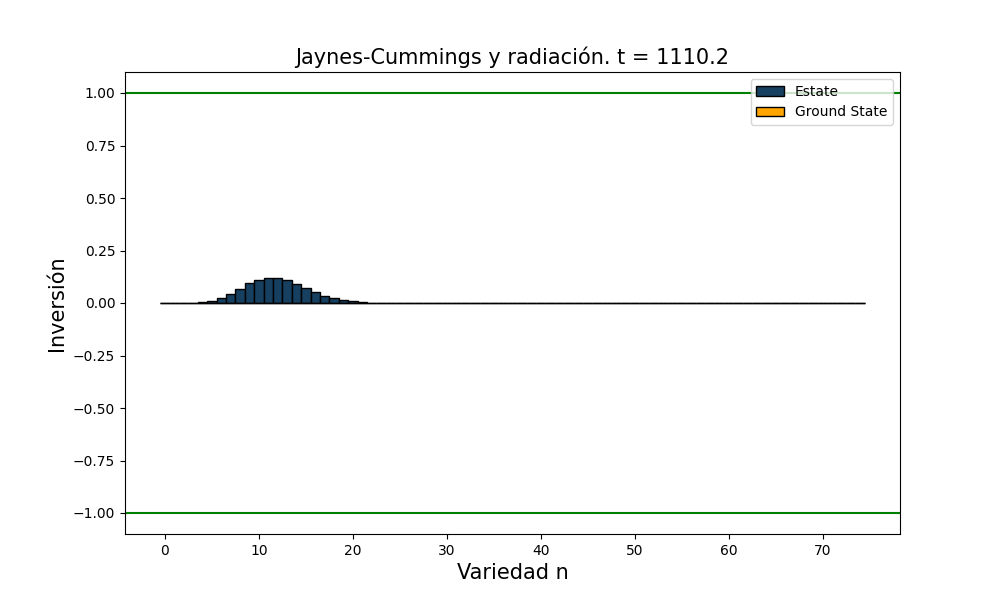 Jaynes-Cummings y radiación. t = 1110.2
Estate
Ground State
Inversión
1.00
0.75
0.50
0.25
0.00
−0.25
−0.50
−0.75
−1.00
0 10 20 30 40 50 60 70
Variedad n